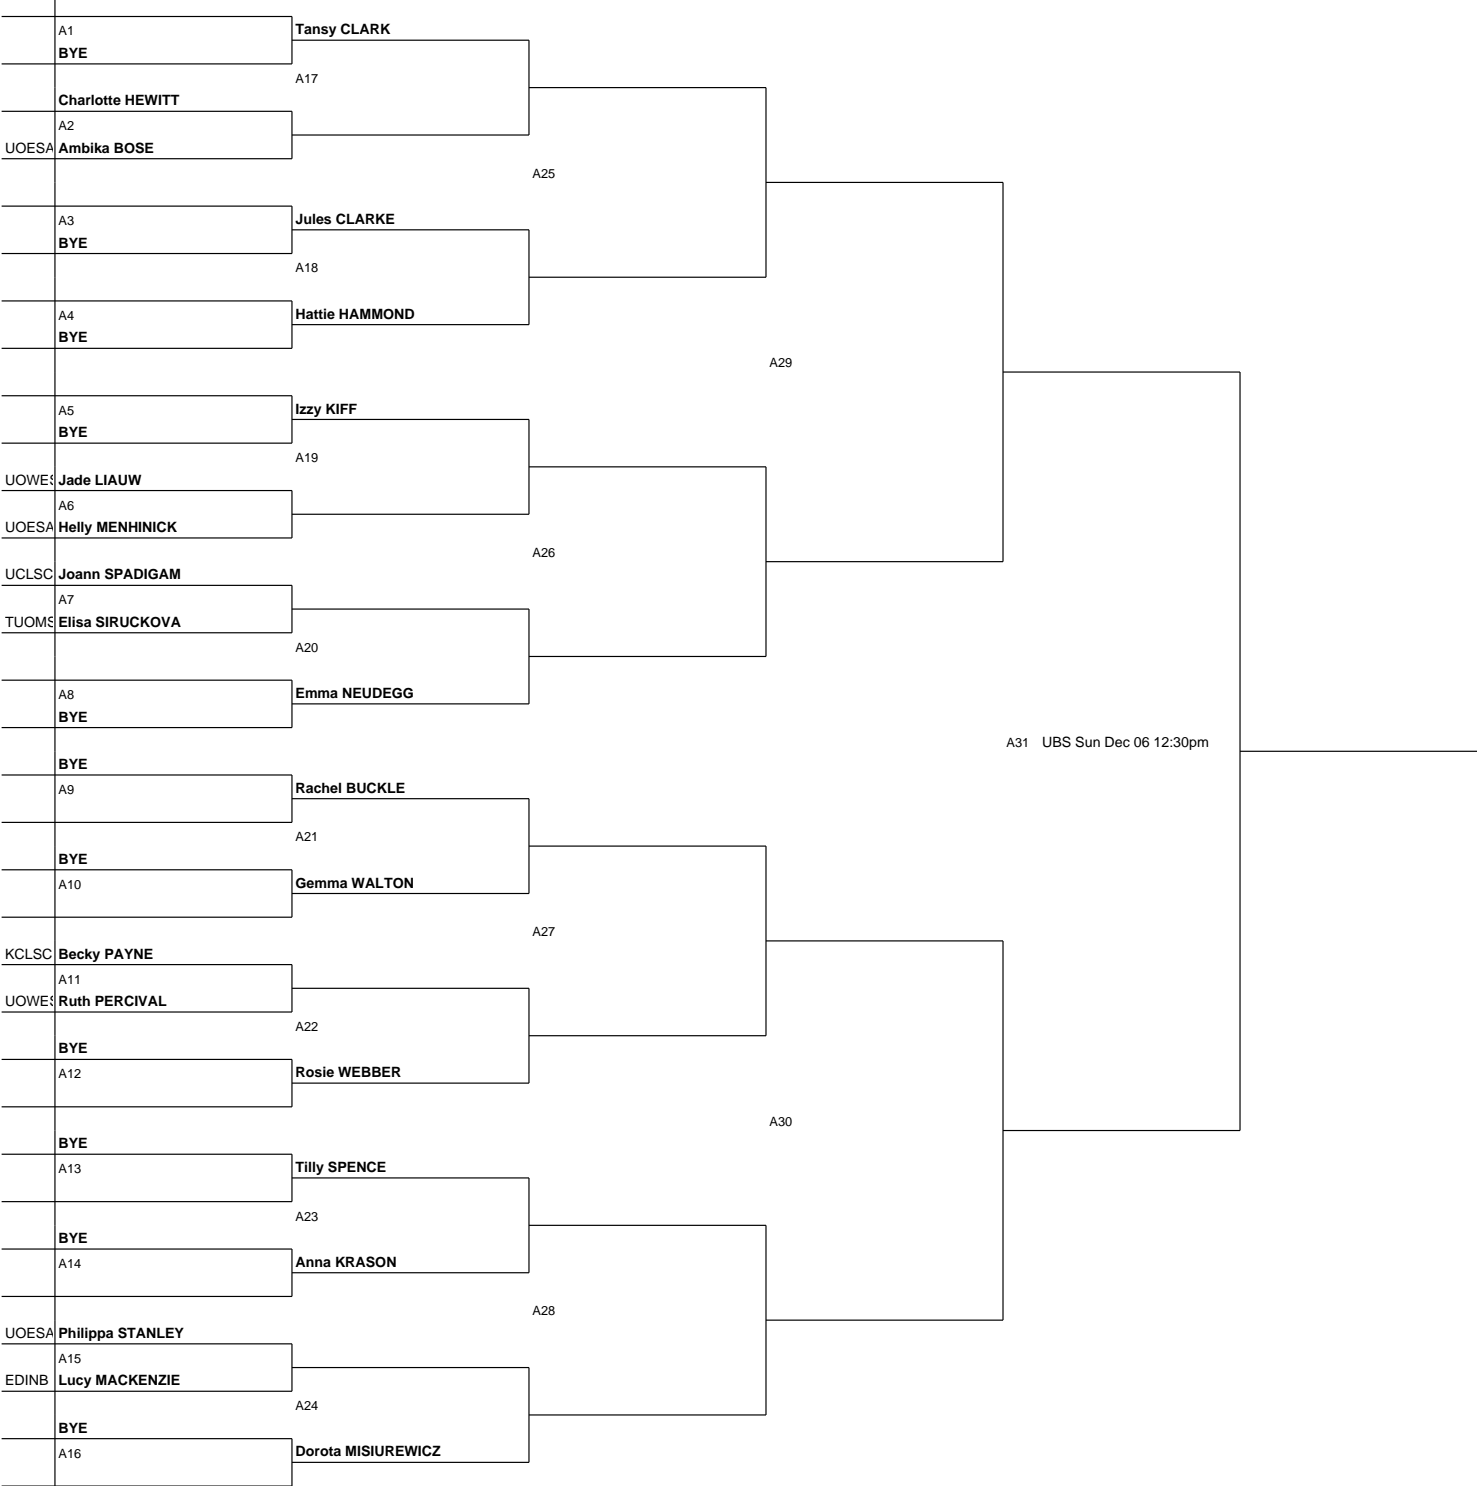 Tansy CLARK
A1
BYE
A17
Charlotte HEWITT
A2
UOESA Ambika BOSE
A25
Jules CLARKE
A3
BYE
A18
Hattie HAMMOND
A4
BYE
A29
Izzy KIFF
A5
BYE
A19
UOWES Jade LIAUW
A6
UOESA Helly MENHINICK
A26
UCLSC Joann SPADIGAM
A7
TUOMS Elisa SIRUCKOVA
A20
Emma NEUDEGG
A8
BYE
A31 UBS Sun Dec 06 12:30pm
BYE
Rachel BUCKLE
A9
A21
BYE
Gemma WALTON
A10
A27
KCLSC Becky PAYNE
A11
UOWES Ruth PERCIVAL
A22
BYE
Rosie WEBBER
A12
A30
BYE
Tilly SPENCE
A13
A23
BYE
Anna KRASON
A14
A28
UOESA Philippa STANLEY
A15
EDINB Lucy MACKENZIE
A24
BYE
Dorota MISIUREWICZ
A16